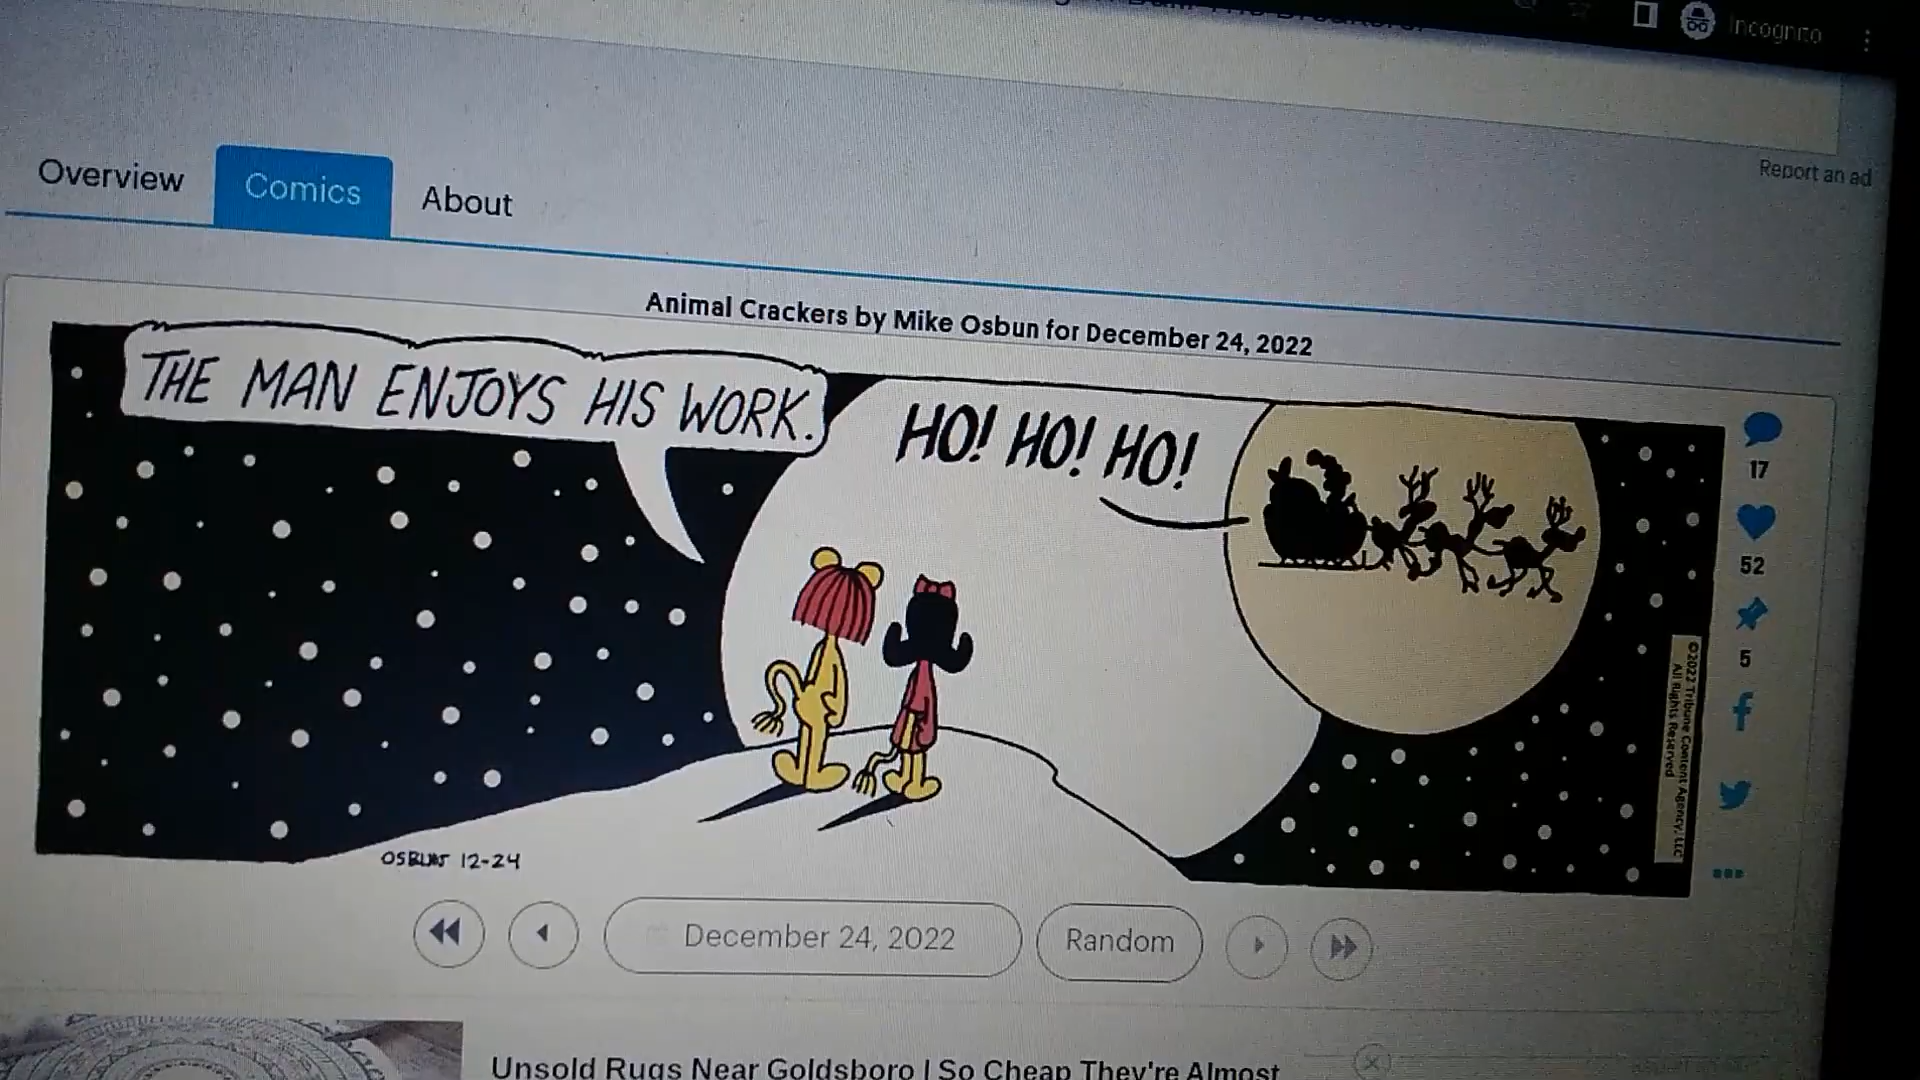 Incognito
Report an ad
Overview
Comics
About
Animal Crackers by Mike Osbun for December 24, 2022
THE MAN ENJOYS HIS WORK.
HO! HO! HO!
17
52
5
©2022 Tribune Content Agency, LLC
All Rights Reserved
OSBUN 12-24
December 24, 2022
Random
Unsold Rugs Near Goldsboro | So Cheap They're Almost